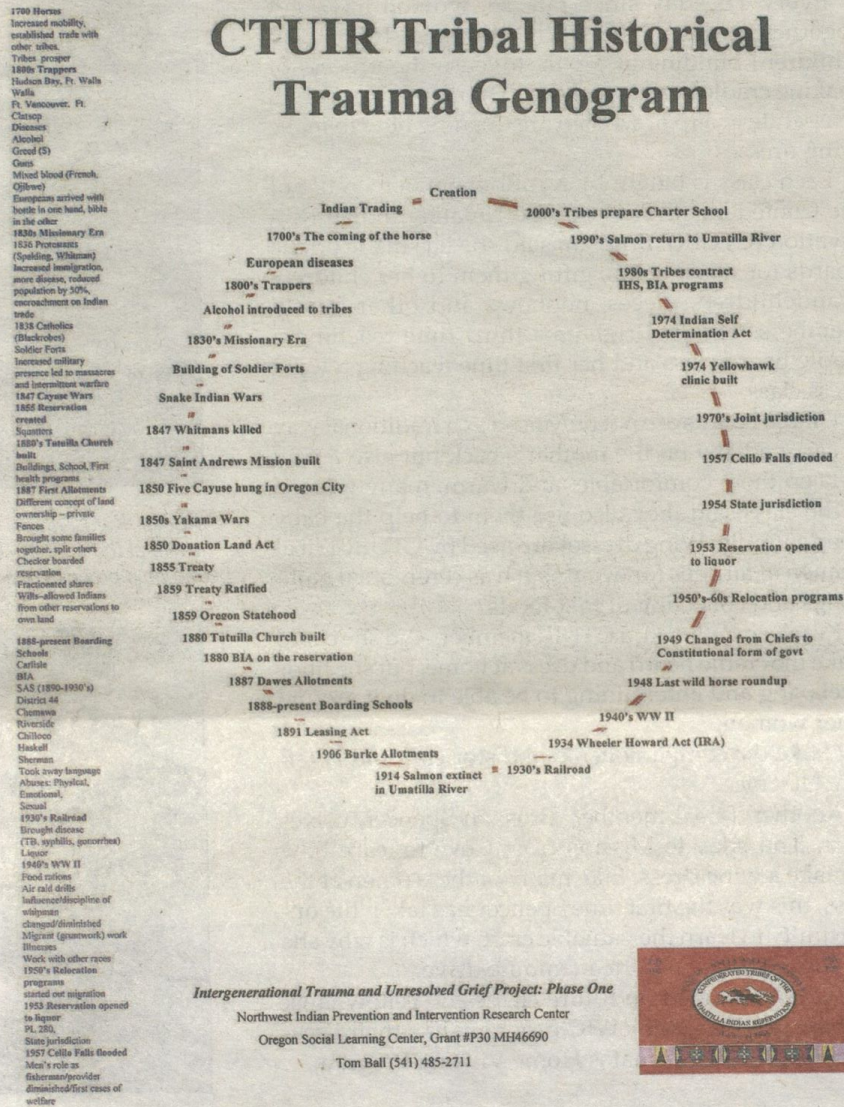 1700 Horses
Increased mobility,
established trade with
other tribes.
Tribes prosper
1800s Trappers
Hudson Bay, Ft. Walla
Walla
Ft. Vancouver, Ft.
Clatsop
Diseases
Alcohol
Greed (S)
Guns
Mixed blood (French,
Ojibwe)
Europeans arrived with
bottle in one hand, bible
in the other
1830s Missionary Era
1836 Protestants
(Spalding, Whitman)
Increased immigration,
more disease, reduced
population by 50%,
encroachment on Indian
trade
1838 Catholics
(Blackrobes)
Soldier Forts
Increased military
presence led to massacres
and intermittent warfare
1847 Cayuse Wars
1855 Reservation
created
Squatters
1880's Tutuilla Church
built
Buildings, School, First
health programs
1887 First Allotments
Different concept of land
ownership – private
Fences
Brought some families
together, split others
Checker boarded
reservation
Fractionated shares
Wills–allowed Indians
from other reservations to
own land
1888-present Boarding
Schools
Carlisle
BIA
SAS (1890-1930's)
District 44
Chemawa
Riverside
Chilloco
Haskell
Sherman
Took away language
Abuses: Physical,
Emotional,
Sexual
1930's Railroad
Brought disease
(TB, syphilis, gonorrhea)
Liquor
1940's WW II
Food rations
Air raid drills
Influence/discipline of
whipman
changed/diminished
Migrant (gruntwork) work
Illnesses
Work with other races
1950's Relocation
programs
started out migration
1953 Reservation opened
to liquor
PL 280,
State jurisdiction
1957 Celilo Falls flooded
Men's role as
fisherman/provider
diminished/first cases of
welfare
CTUIR Tribal Historical
Trauma Genogram
Creation
Indian Trading
1700's The coming of the horse
European diseases
1800's Trappers
Alcohol introduced to tribes
1830's Missionary Era
Building of Soldier Forts
Snake Indian Wars
1847 Whitmans killed
1847 Saint Andrews Mission built
1850 Five Cayuse hung in Oregon City
1850s Yakama Wars
1850 Donation Land Act
1855 Treaty
1859 Treaty Ratified
1859 Oregon Statehood
1880 Tutuilla Church built
1880 BIA on the reservation
1887 Dawes Allotments
1888-present Boarding Schools
1891 Leasing Act
1906 Burke Allotments
1914 Salmon extinct
in Umatilla River
1930's Railroad
1934 Wheeler Howard Act (IRA)
1940's WW II
1948 Last wild horse roundup
1949 Changed from Chiefs to
Constitutional form of govt
1950's-60s Relocation programs
1953 Reservation opened
to liquor
1954 State jurisdiction
1957 Celilo Falls flooded
1970's Joint jurisdiction
1974 Yellowhawk
clinic built
1974 Indian Self
Determination Act
1980s Tribes contract
IHS, BIA programs
1990's Salmon return to Umatilla River
2000's Tribes prepare Charter School
Intergenerational Trauma and Unresolved Grief Project: Phase One
Northwest Indian Prevention and Intervention Research Center
Oregon Social Learning Center, Grant #P30 MH46690
Tom Ball (541) 485-2711
CONFEDERATED TRIBES OF THE
UMATILLA INDIAN RESERVATION